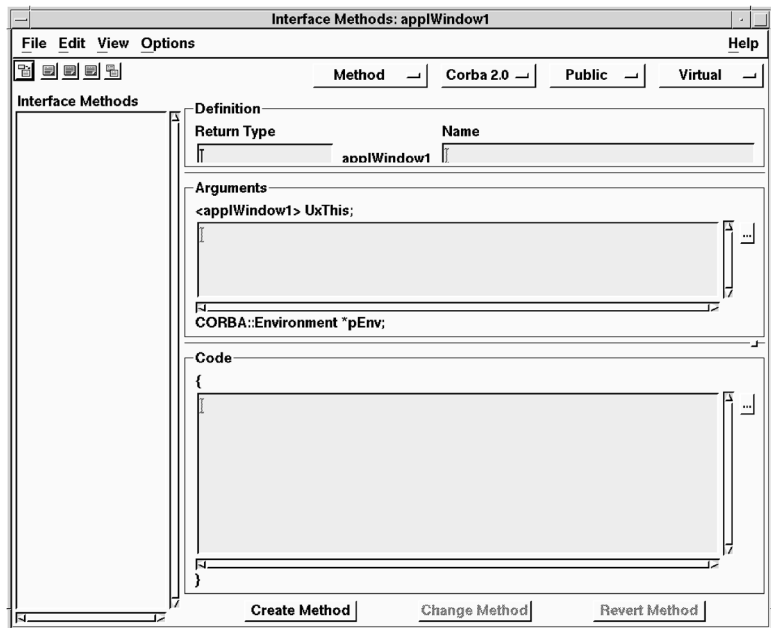 Interface Methods: applWindow1
File Edit View Options Help
Method Corba 2.0 Public Virtual
Interface Methods
Definition
Return Type Name
applWindow1
Arguments
<applWindow1> UxThis;
...
CORBA::Environment *pEnv;
Code
{
...
}
Create Method Change Method Revert Method